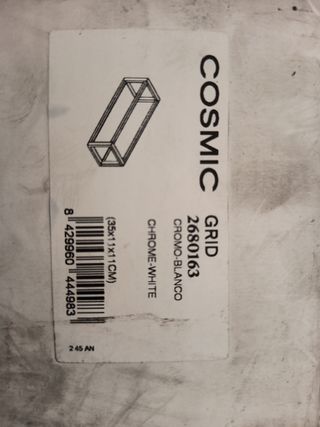 COSMIC
GRID
2680163
CROMO-BLANCO
CHROME-WHITE
(35x11x11CM)
8 429960 444983
2 45 AN